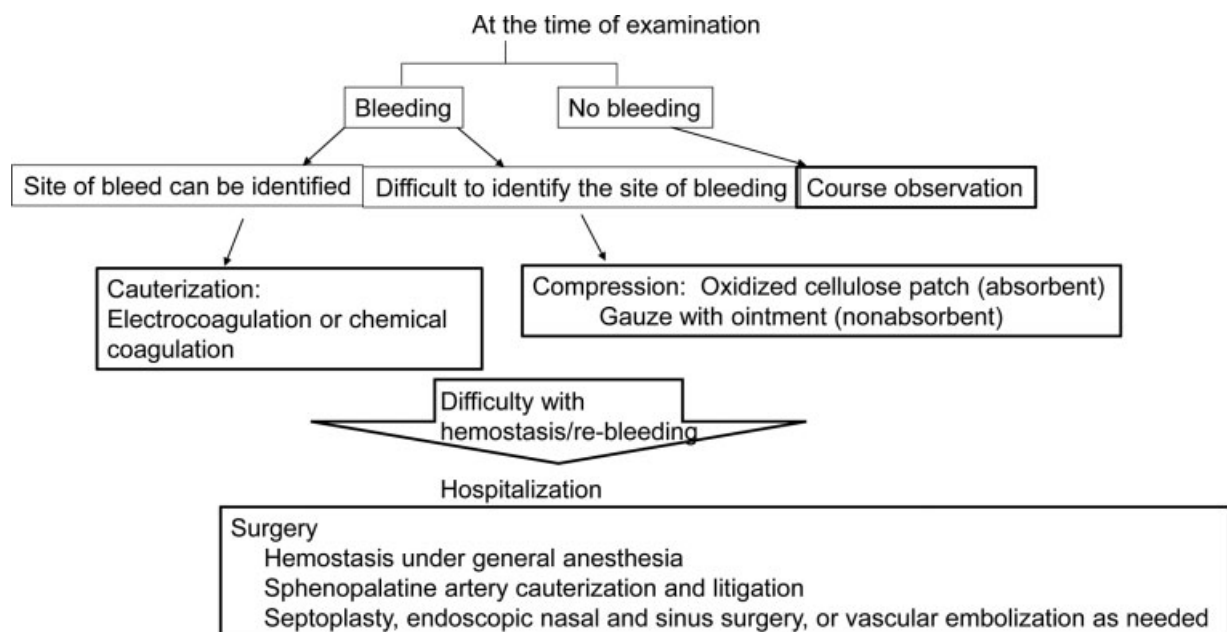 At the time of examination
Bleeding
No bleeding
Site of bleed can be identified
Difficult to identify the site of bleeding
Course observation
Cauterization:
Electrocoagulation or chemical
coagulation
Compression: Oxidized cellulose patch (absorbent)
Gauze with ointment (nonabsorbent)
Difficulty with
hemostasis/re-bleeding
Hospitalization
Surgery
Hemostasis under general anesthesia
Sphenopalatine artery cauterization and litigation
Septoplasty, endoscopic nasal and sinus surgery, or vascular embolization as needed